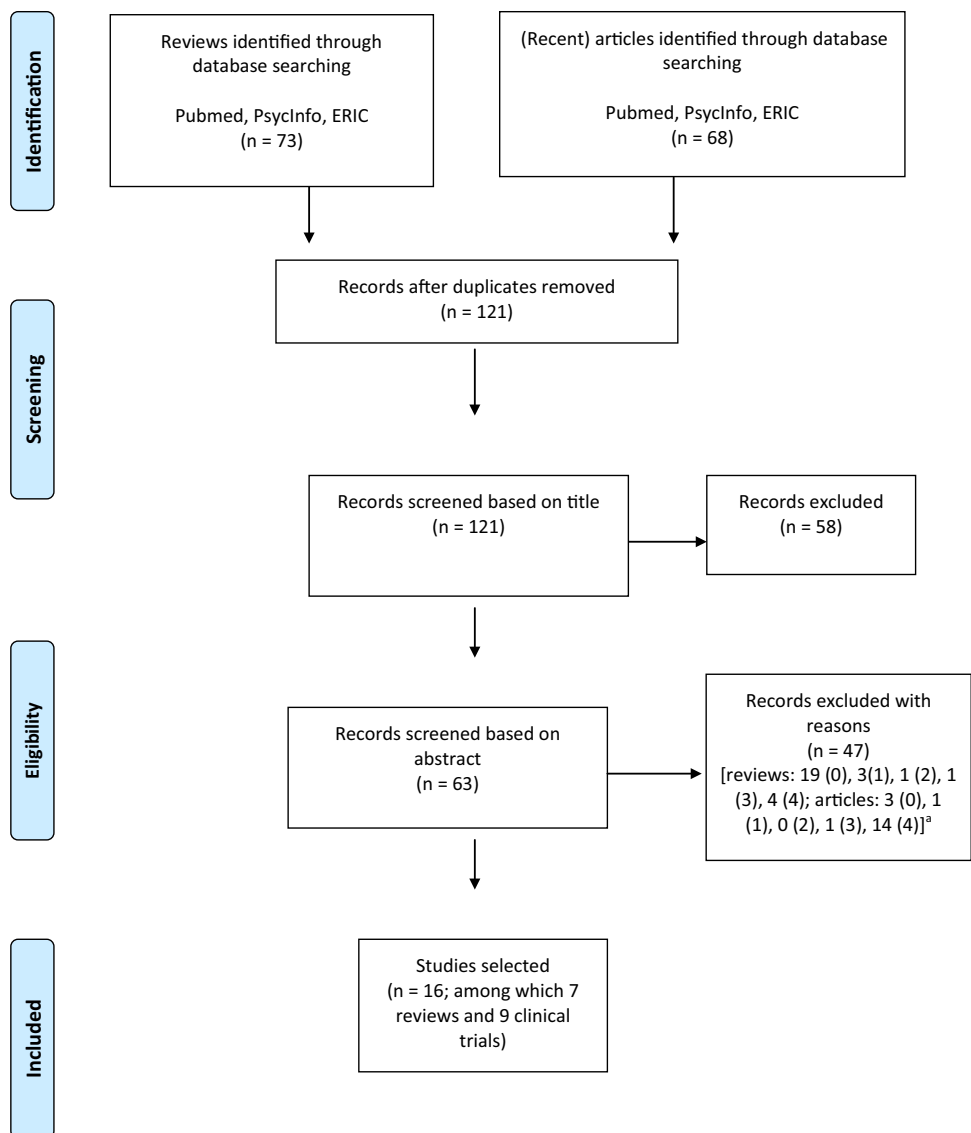 Identification
Reviews identified through
database searching
Pubmed, PsycInfo, ERIC
(n = 73)
(Recent) articles identified through database
searching
Pubmed, PsycInfo, ERIC
(n = 68)
Screening
Records after duplicates removed
(n = 121)
Records screened based on title
(n = 121)
Records excluded
(n = 58)
Eligibility
Records screened based on
abstract
(n = 63)
Records excluded with
reasons
(n = 47)
[reviews: 19 (0), 3(1), 1 (2), 1
(3), 4 (4); articles: 3 (0), 1
(1), 0 (2), 1 (3), 14 (4)]a
Included
Studies selected
(n = 16; among which 7
reviews and 9 clinical
trials)